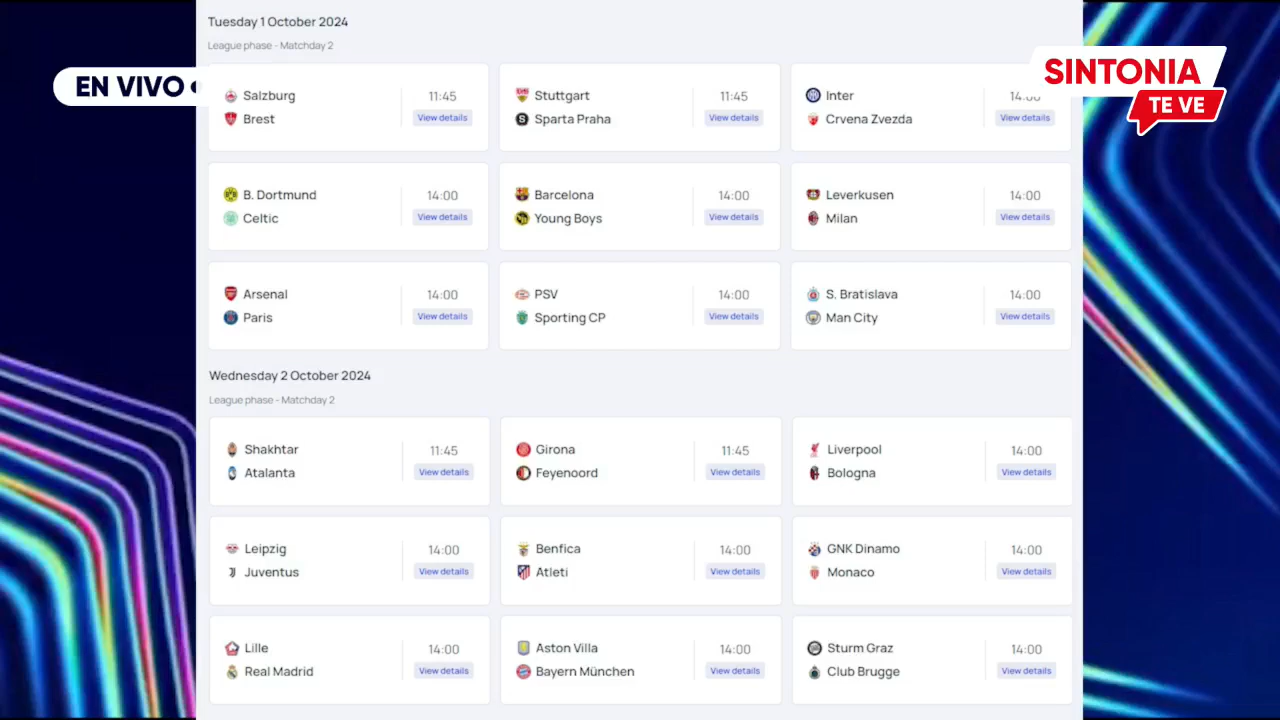 Tuesday 1 October 2024
League phase - Matchday 2
EN VIVO
SINTONIA
TE VE
Salzburg
Brest
11:45
View details
Stuttgart
Sparta Praha
11:45
View details
Inter
Crvena Zvezda
14:00
View details
B. Dortmund
Celtic
14:00
View details
Barcelona
Young Boys
14:00
View details
Leverkusen
Milan
14:00
View details
Arsenal
Paris
14:00
View details
PSV
Sporting CP
14:00
View details
S. Bratislava
Man City
14:00
View details
Wednesday 2 October 2024
League phase - Matchday 2
Shakhtar
Atalanta
11:45
View details
Girona
Feyenoord
11:45
View details
Liverpool
Bologna
14:00
View details
Leipzig
Juventus
14:00
View details
Benfica
Atleti
14:00
View details
GNK Dinamo
Monaco
14:00
View details
Lille
Real Madrid
14:00
View details
Aston Villa
Bayern München
14:00
View details
Sturm Graz
Club Brugge
14:00
View details